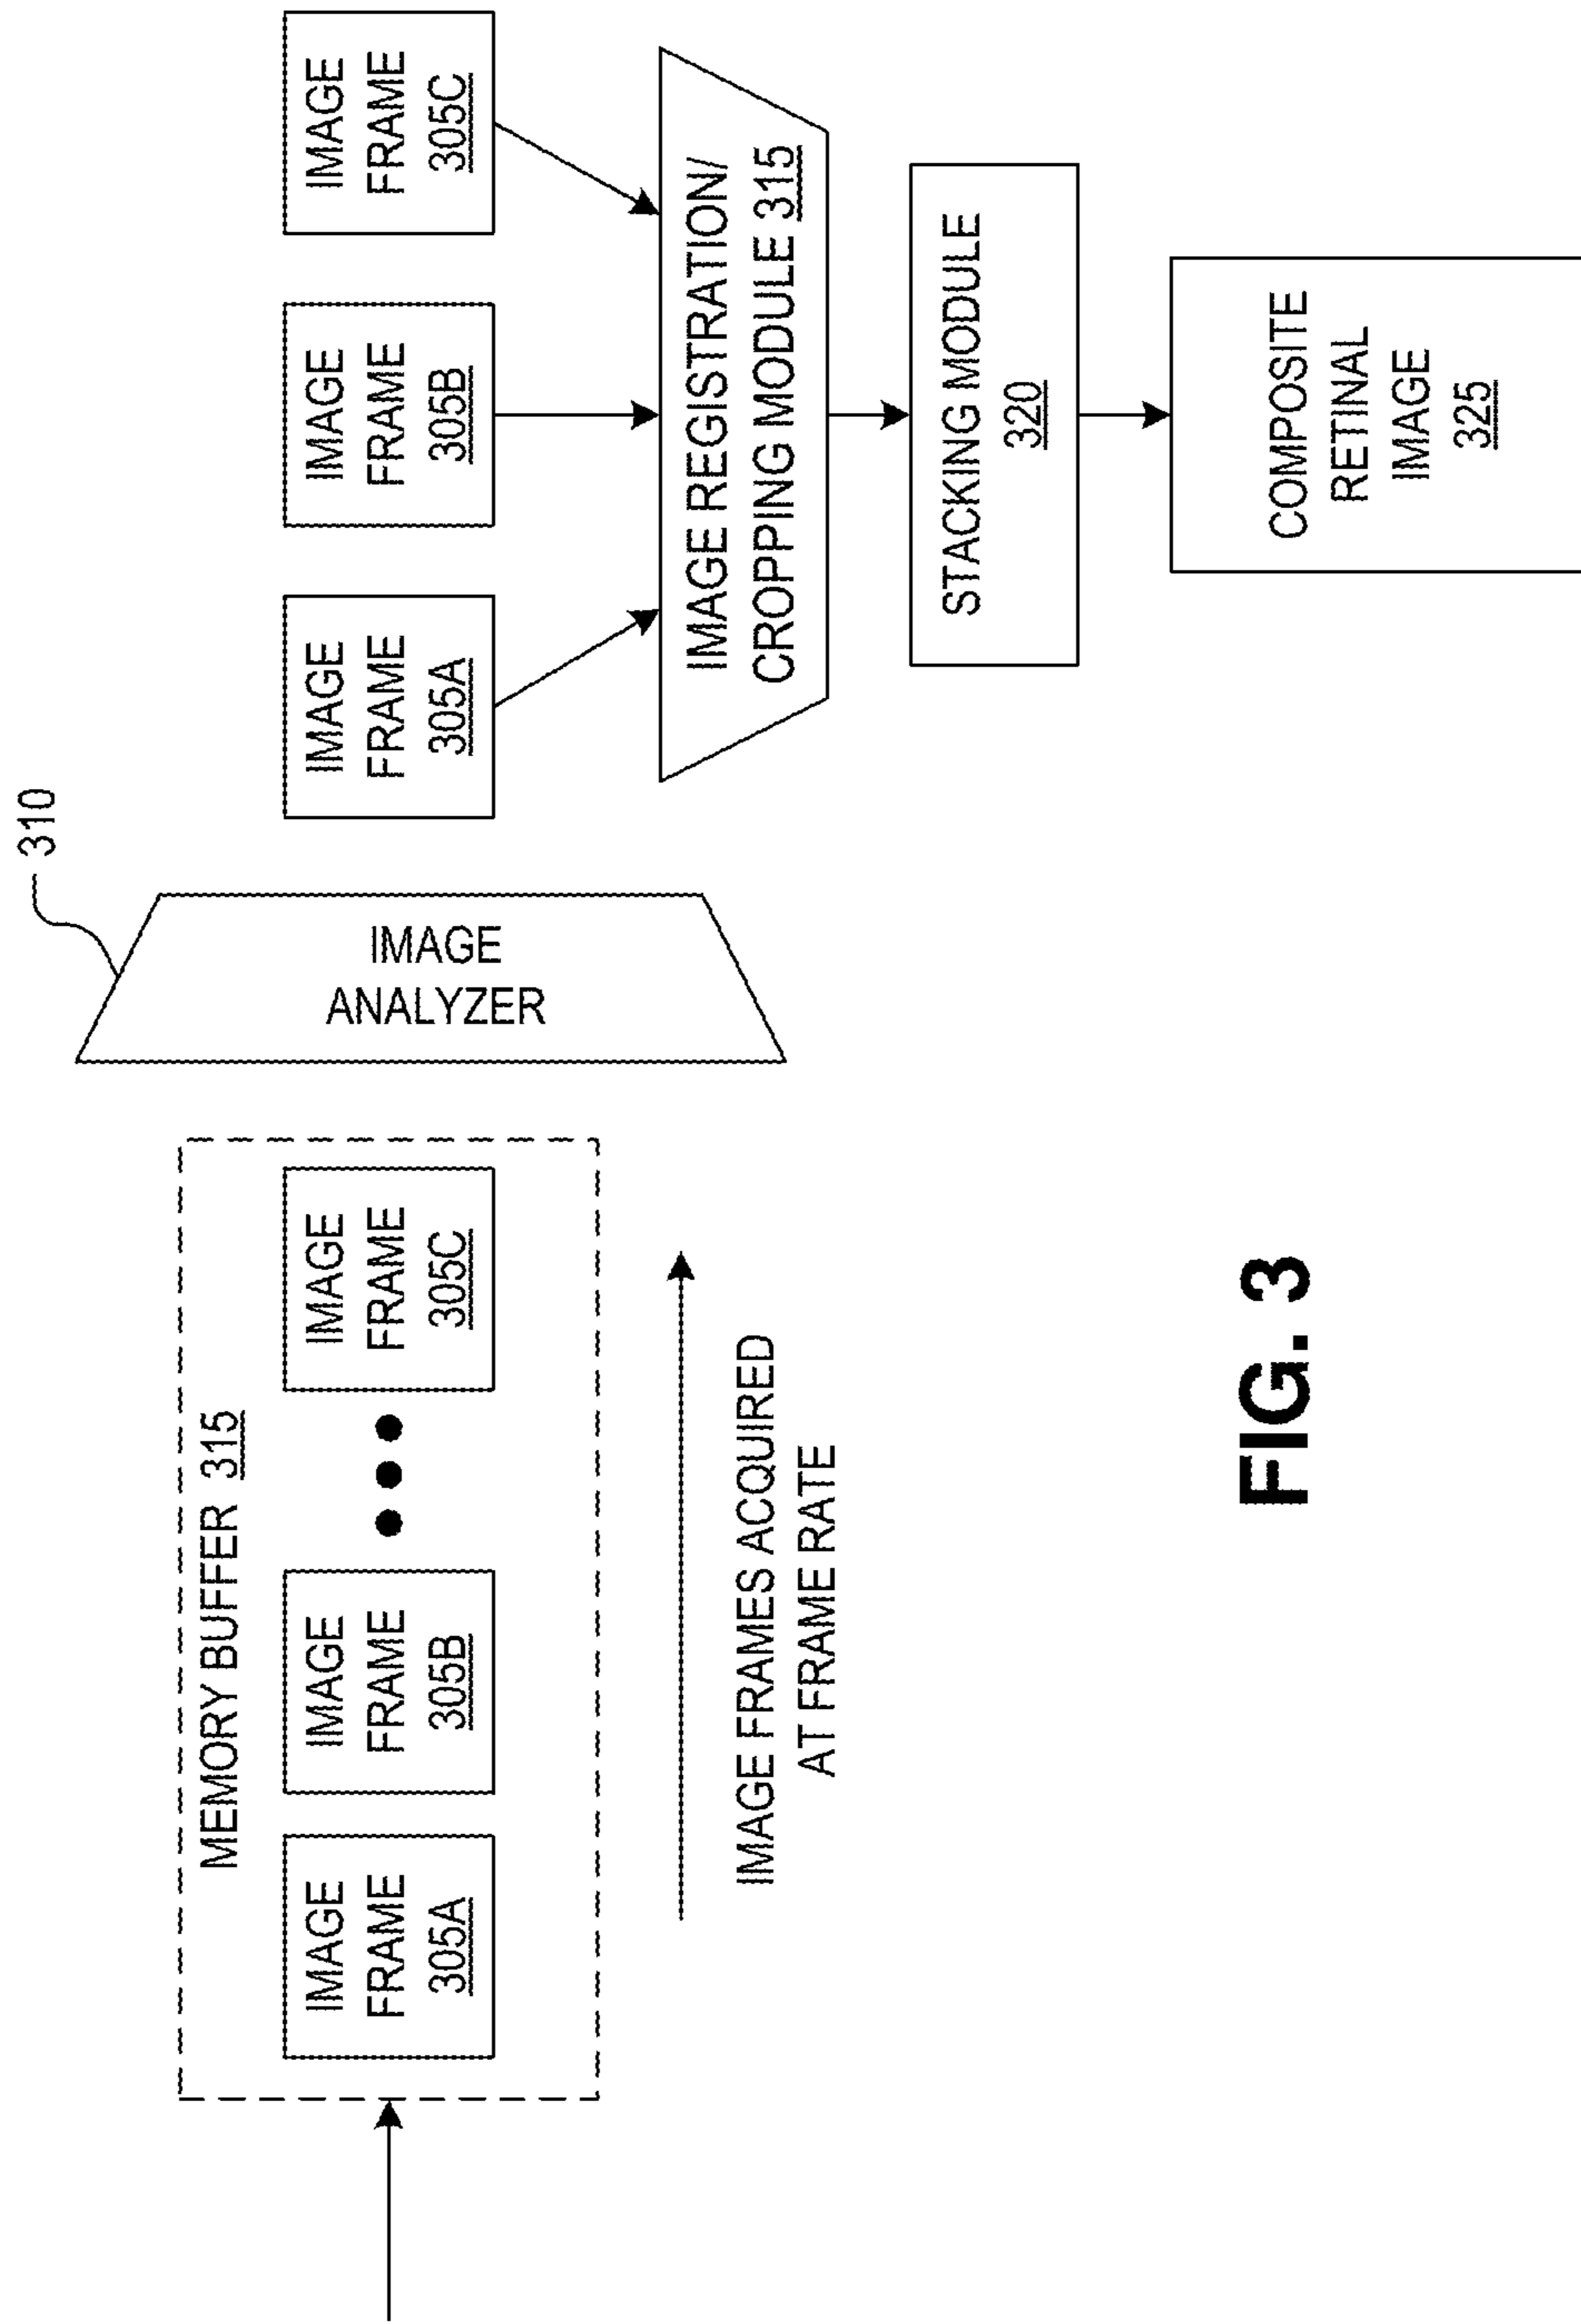 MEMORY BUFFER 315
IMAGE
FRAME
305A
IMAGE
FRAME
305B
IMAGE
FRAME
305C
IMAGE FRAMES ACQUIRED
AT FRAME RATE
310
IMAGE
ANALYZER
IMAGE
FRAME
305A
IMAGE
FRAME
305B
IMAGE
FRAME
305C
IMAGE REGISTRATION/
CROPPING MODULE 315
STACKING MODULE
320
COMPOSITE
RETINAL
IMAGE
325
FIG. 3